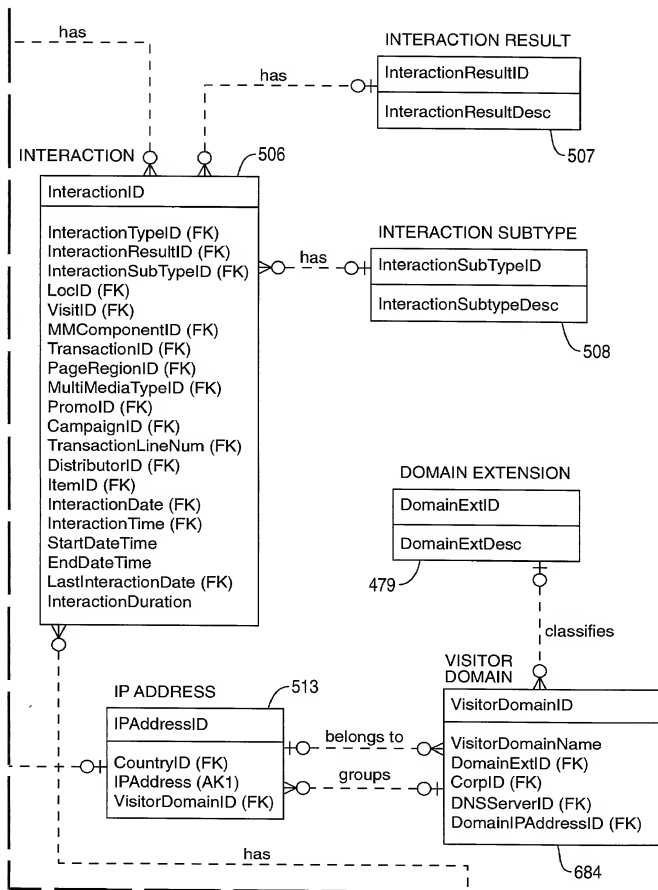 has
INTERACTION RESULT
InteractionResultID
InteractionResultDesc
507
has
INTERACTION
506
InteractionID
InteractionTypeID (FK)
InteractionResultID (FK)
InteractionSubTypeID (FK)
LocID (FK)
VisitID (FK)
MMComponentID (FK)
TransactionID (FK)
PageRegionID (FK)
MultiMediaTypeID (FK)
PromoID (FK)
CampaignID (FK)
TransactionLineNum (FK)
DistributorID (FK)
ItemID (FK)
InteractionDate (FK)
InteractionTime (FK)
StartDateTime
EndDateTime
LastInteractionDate (FK)
InteractionDuration
has
INTERACTION SUBTYPE
InteractionSubTypeID
InteractionSubtypeDesc
508
DOMAIN EXTENSION
DomainExtID
DomainExtDesc
479
classifies
IP ADDRESS
513
IPAddressID
CountryID (FK)
IPAddress (AK1)
VisitorDomainID (FK)
belongs to
groups
VISITOR
DOMAIN
VisitorDomainID
VisitorDomainName
DomainExtID (FK)
CorpID (FK)
DNSServerID (FK)
DomainIPAddressID (FK)
684
has